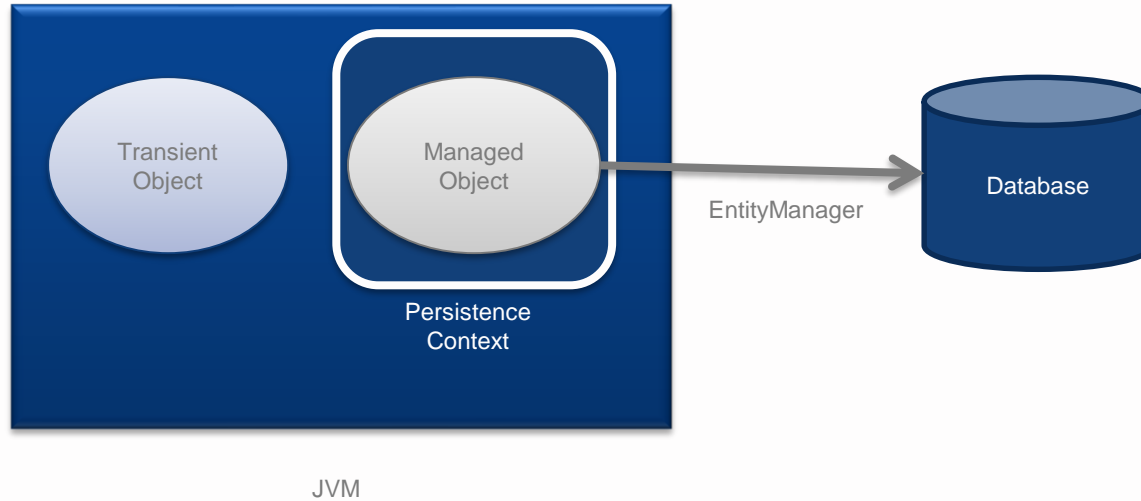 Transient
Object
Managed
Object
EntityManager
Database
Persistence
Context
JVM